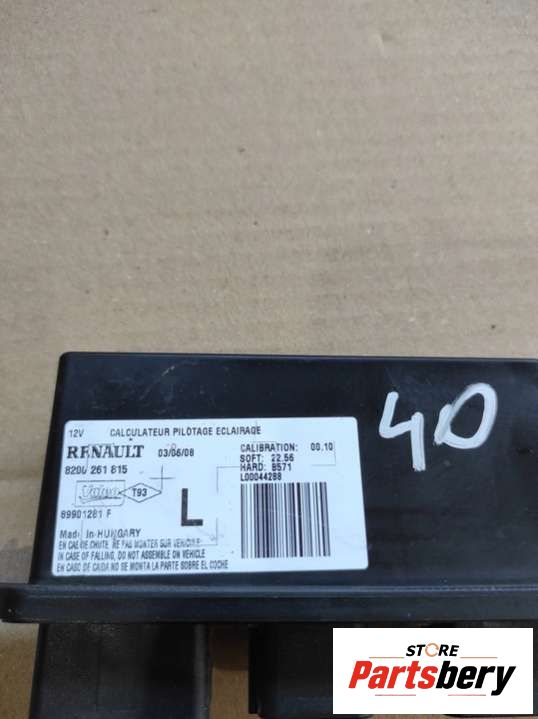 40
12V CALCULATEUR PILOTAGE ECLAIRAGE
RENAULT 03/06/08
8200 261 815
CALIBRATION: 00.10
SOFT: 22.56
HARD: B571
L00044288
Valeo T93
89901281 F
L
Made in HUNGARY
EN CAS DE CHUTE NE PAS MONTER SUR VEHICULE
IN CASE OF FALLING, DO NOT ASSEMBLE ON VEHICLE
EN CASO DE CAIDA NO SE MONTA LA PARTE SOBRE EL COCHE
STORE
Partsbery